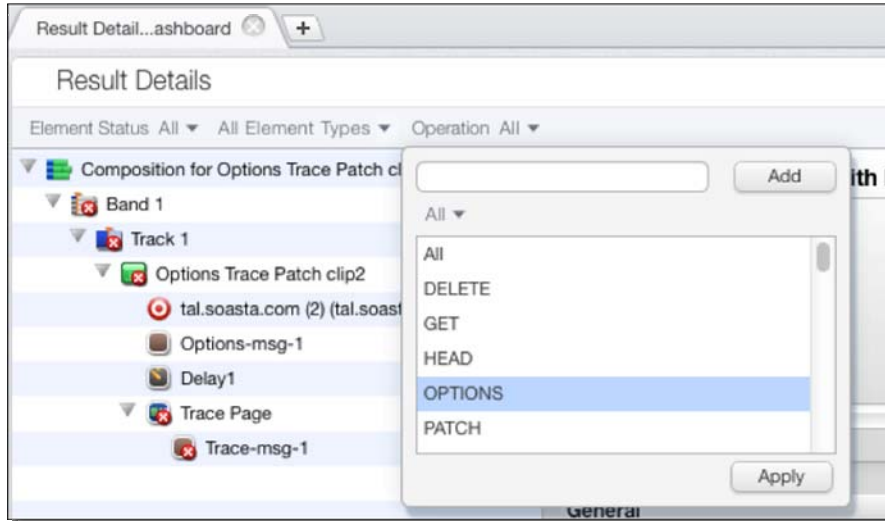 Result Detail...ashboard
+
Result Details
Element Status All All Element Types Operation All
Composition for Options Trace Patch cl
Band 1
Track 1
Options Trace Patch clip2
tal.soasta.com (2) (tal.soast
Options-msg-1
Delay1
Trace Page
Trace-msg-1
Add
All
All
DELETE
GET
HEAD
OPTIONS
PATCH
Apply
ith
General